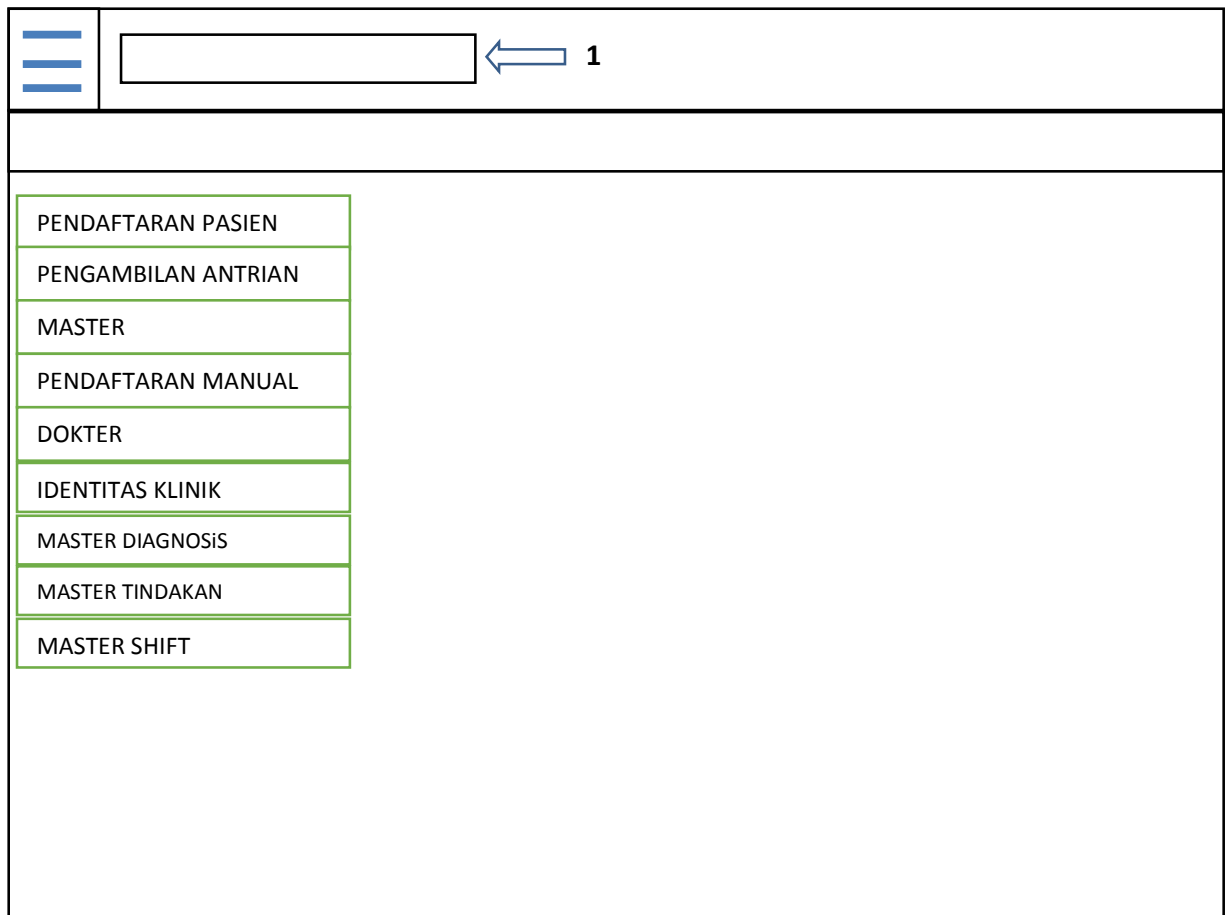 1
PENDAFTARAN PASIEN
PENGAMBILAN ANTRIAN
MASTER
PENDAFTARAN MANUAL
DOKTER
IDENTITAS KLINIK
MASTER DIAGNOSiS
MASTER TINDAKAN
MASTER SHIFT